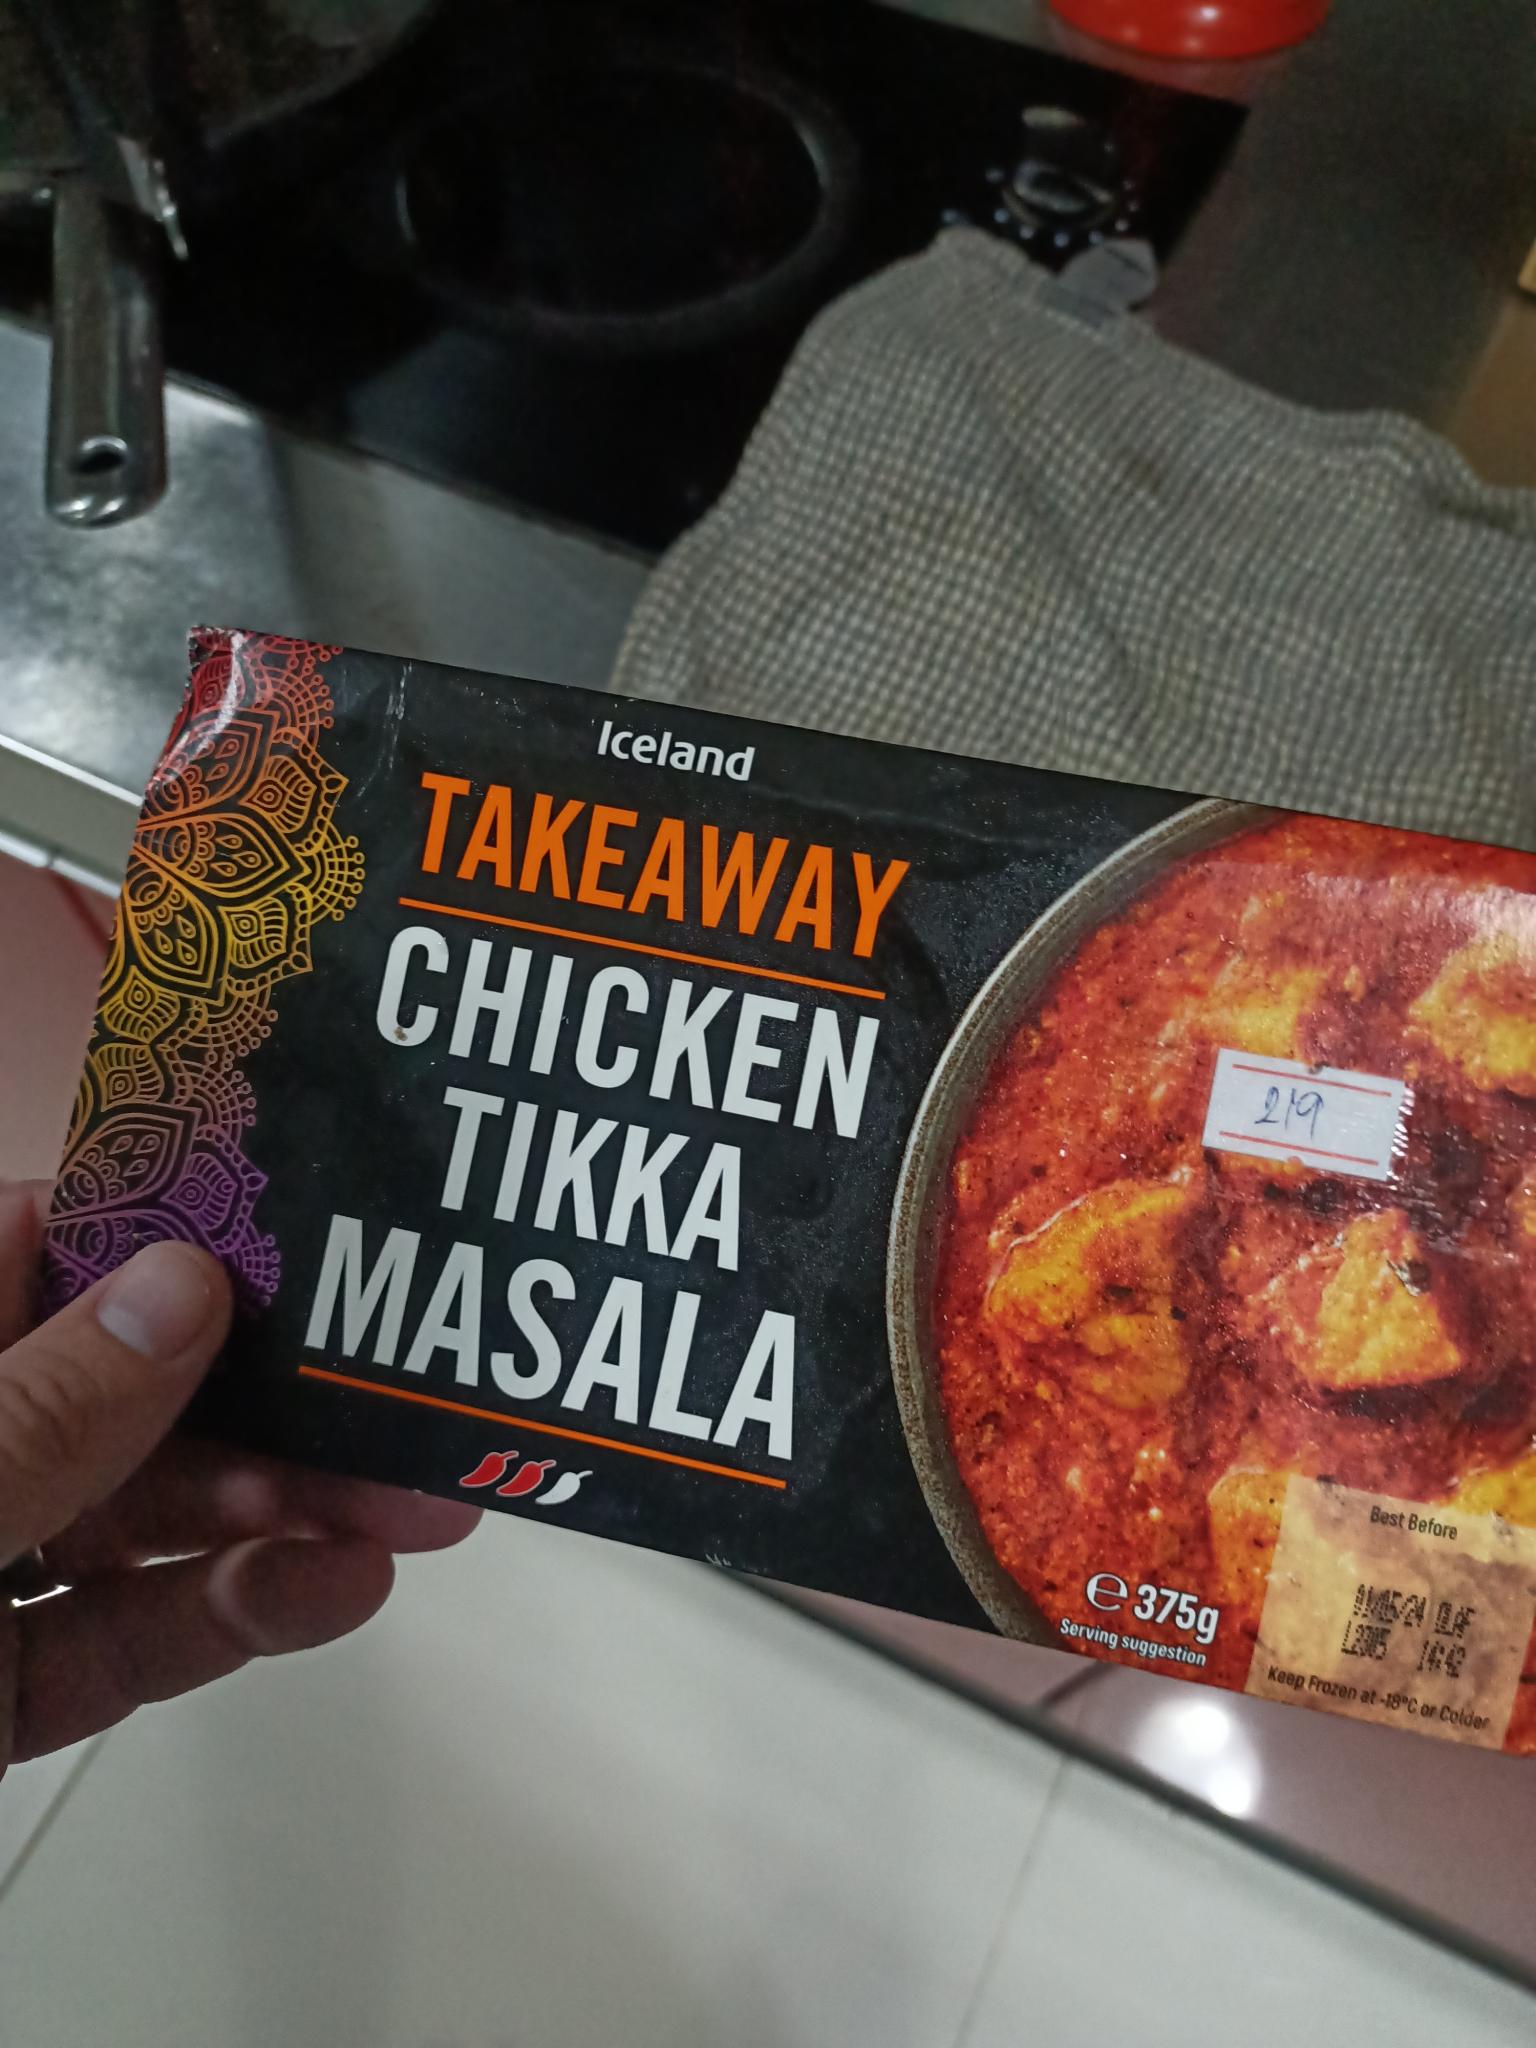 Iceland
TAKEAWAY
CHICKEN
TIKKA
MASALA
219
e 375g
Serving suggestion
Best Before
Keep Frozen at -18°C or Colder